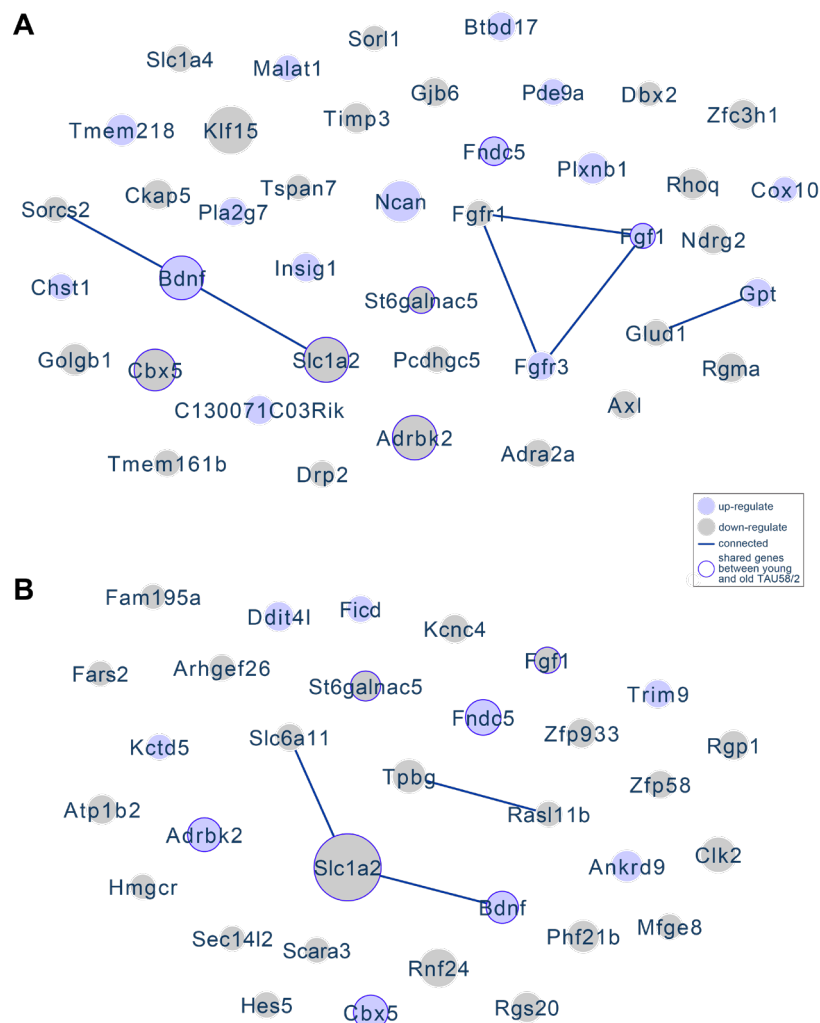 A
Btbd17
Sorl1
Slc1a4
Malat1
Gjb6
Pde9a
Dbx2
Zfc3h1
Timp3
Tmem218
Klf15
Fndc5
Plxnb1
Rhoq
Cox10
Tspan7
Ckap5
Ncan
Sorcs2
Pla2g7
Fgfr1
Fgf1
Ndrg2
Insig1
Bdnf
Chst1
St6galnac5
Gpt
Glud1
Golgb1
Cbx5
Slc1a2
Pcdhgc5
Fgfr3
Rgma
C130071C03Rik
Axl
Adrbk2
Adra2a
Tmem161b
Drp2
up-regulate
down-regulate
connected
shared genes
between young
and old TAU58/2
B
Fam195a
Ddit4l
Ficd
Kcnc4
Fgf1
Fars2
Arhgef26
St6galnac5
Trim9
Fndc5
Kctd5
Slc6a11
Zfp933
Rgp1
Tpbg
Zfp58
Atp1b2
Rasl11b
Adrbk2
Slc1a2
Ankrd9
Clk2
Hmgcr
Bdnf
Sec14l2
Scara3
Phf21b
Mfge8
Rnf24
Hes5
Cbx5
Rgs20